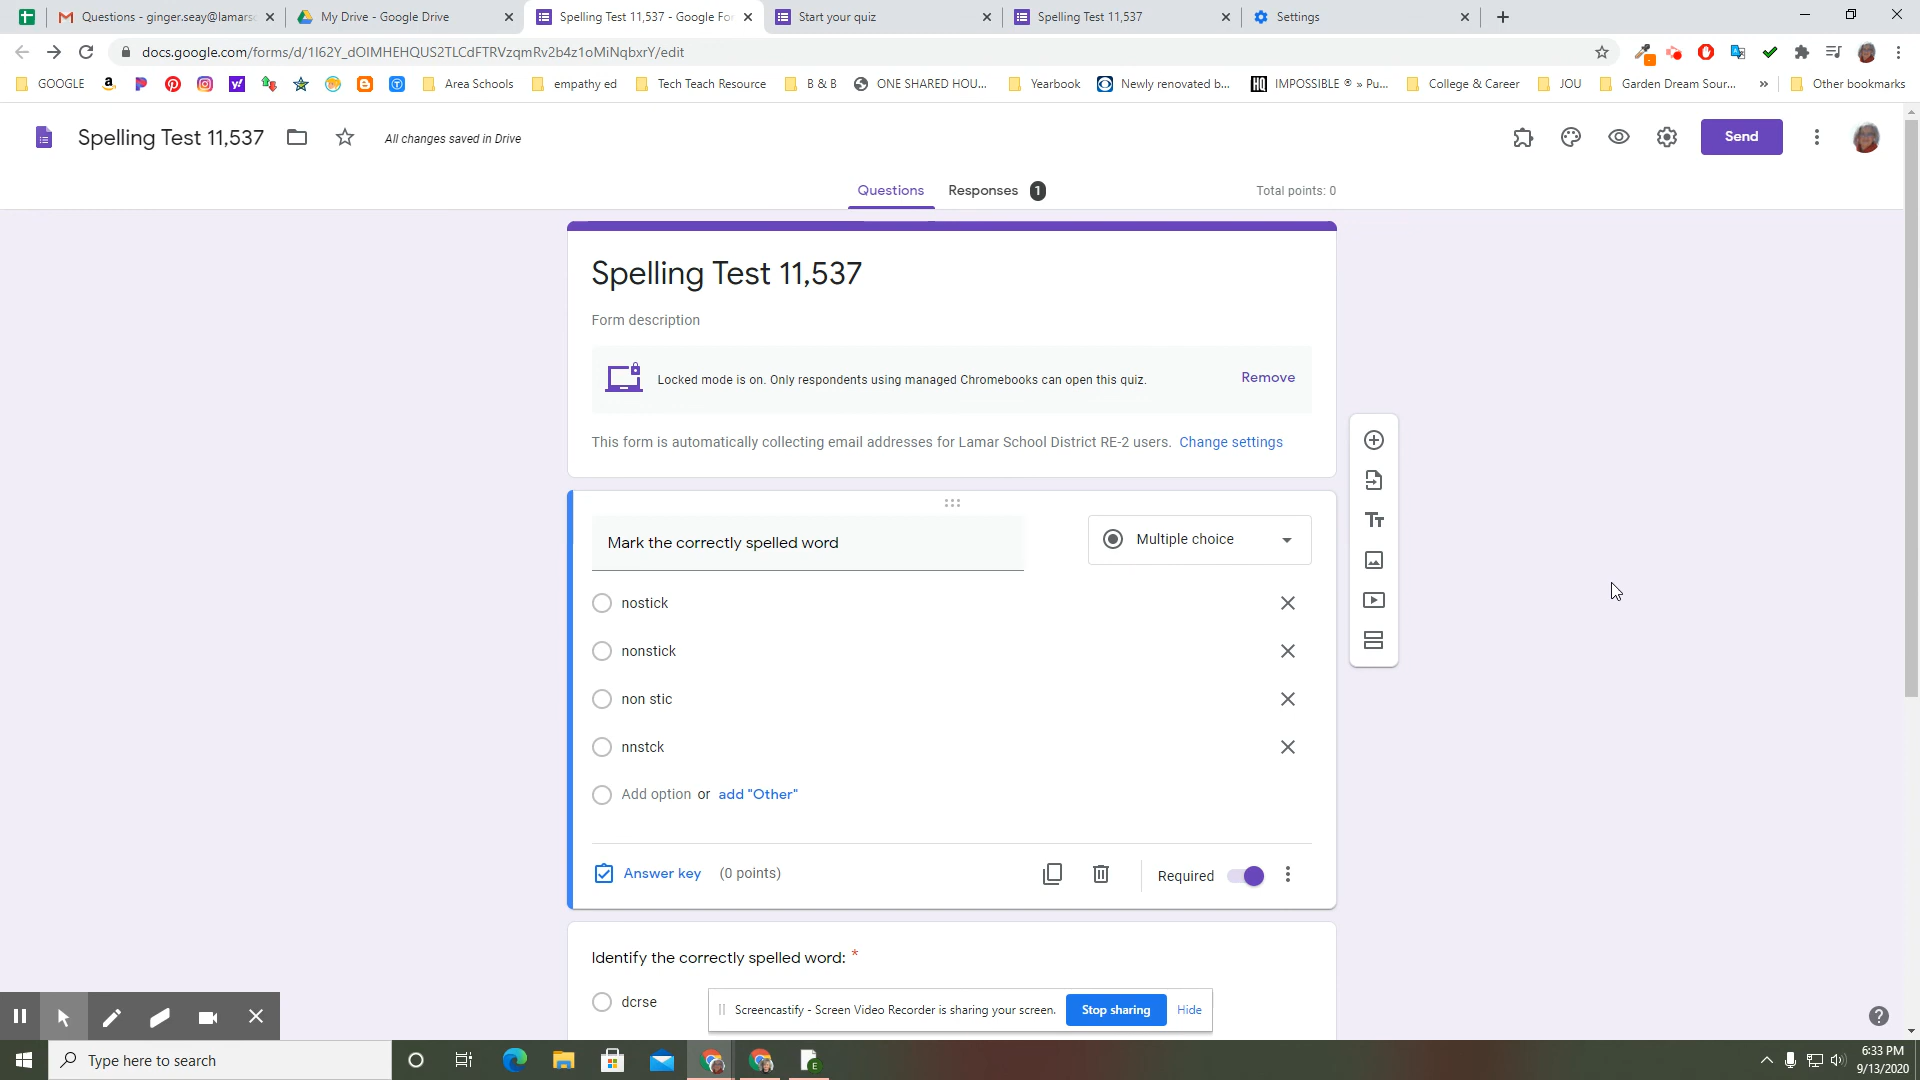 Questions - ginger.seay@lamarsc
My Drive - Google Drive
Spelling Test 11,537 - Google For
Start your quiz
Spelling Test 11,537
Settings
docs.google.com/forms/d/1I62Y_dOIMHEHQUS2TLCdFTRVzqmRv2b4z1oMiNqbxrY/edit
GOOGLE
Area Schools
empathy ed
Tech Teach Resource
B & B
ONE SHARED HOU...
Yearbook
Newly renovated b...
IMPOSSIBLE ® » Pu...
College & Career
JOU
Garden Dream Sour...
»
Other bookmarks
Spelling Test 11,537
All changes saved in Drive
Send
Questions
Responses 1
Total points: 0
Spelling Test 11,537
Form description
Locked mode is on. Only respondents using managed Chromebooks can open this quiz.
Remove
This form is automatically collecting email addresses for Lamar School District RE-2 users. Change settings
Mark the correctly spelled word
Multiple choice
nostick
nonstick
non stic
nnstck
Add option or add "Other"
Answer key (0 points)
Required
Identify the correctly spelled word: *
dcrse
Screencastify - Screen Video Recorder is sharing your screen.
Stop sharing
Hide
Type here to search
6:33 PM
9/13/2020